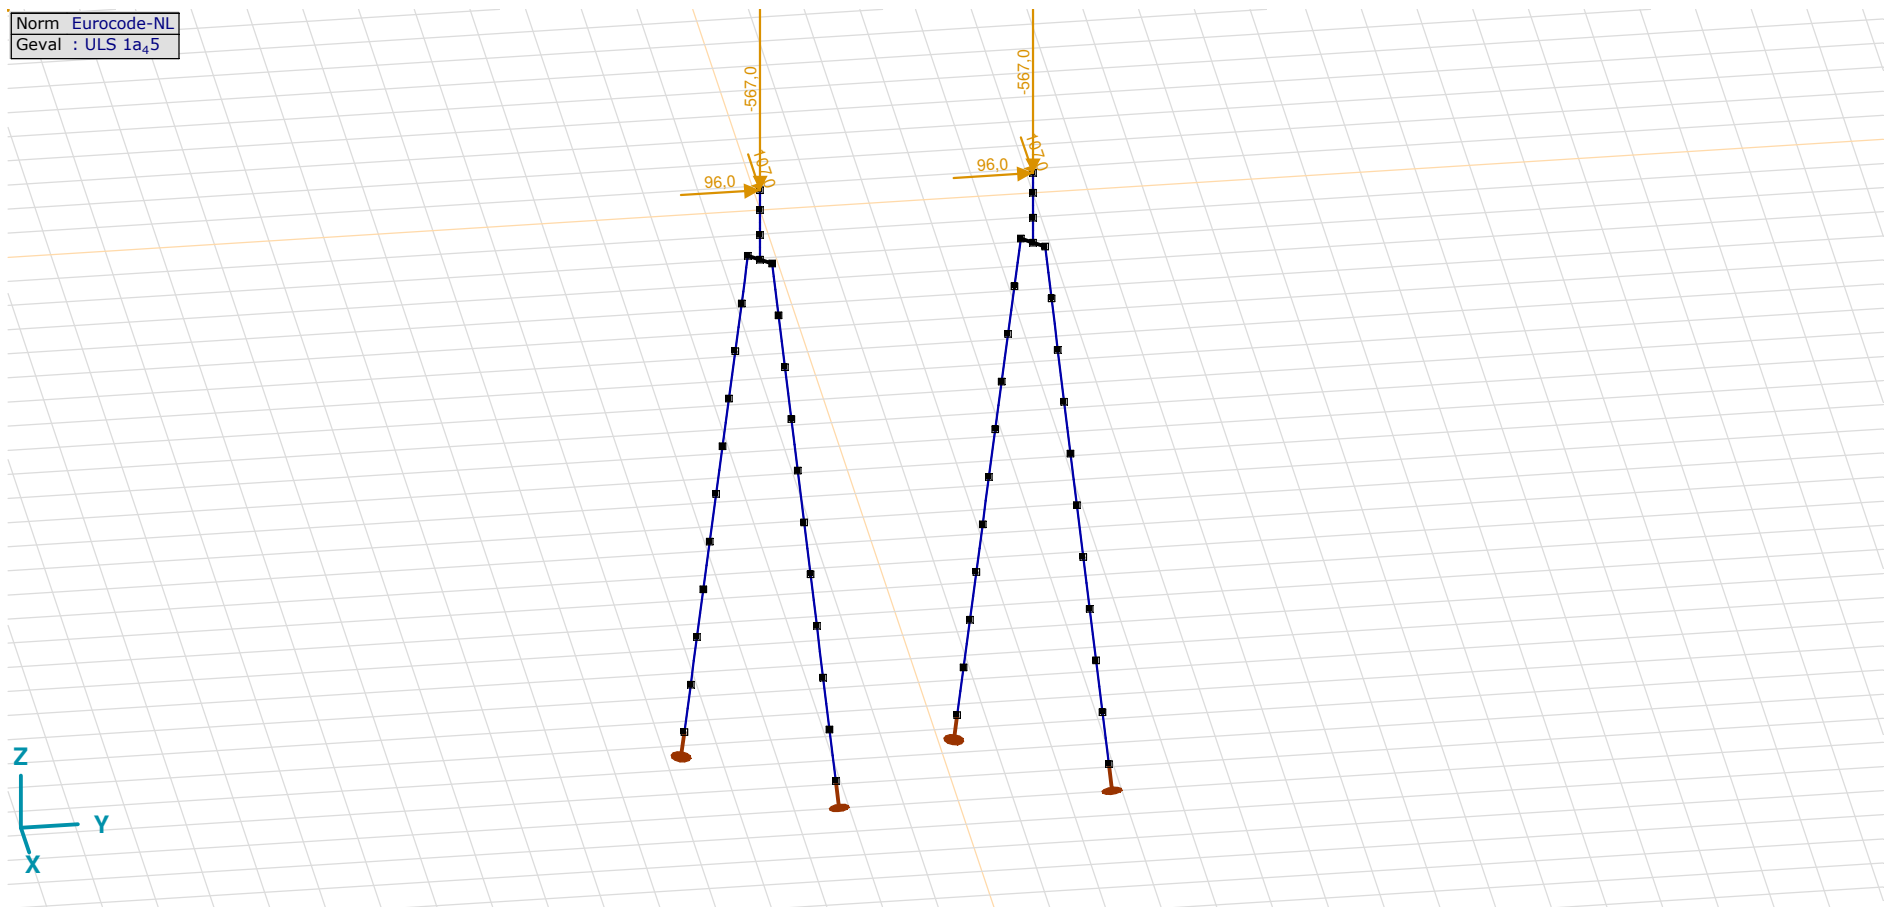 Norm Eurocode-NL
Geval : ULS 1a₄5
-567,0
-567,0
96,0
96,0
Z
Y
X